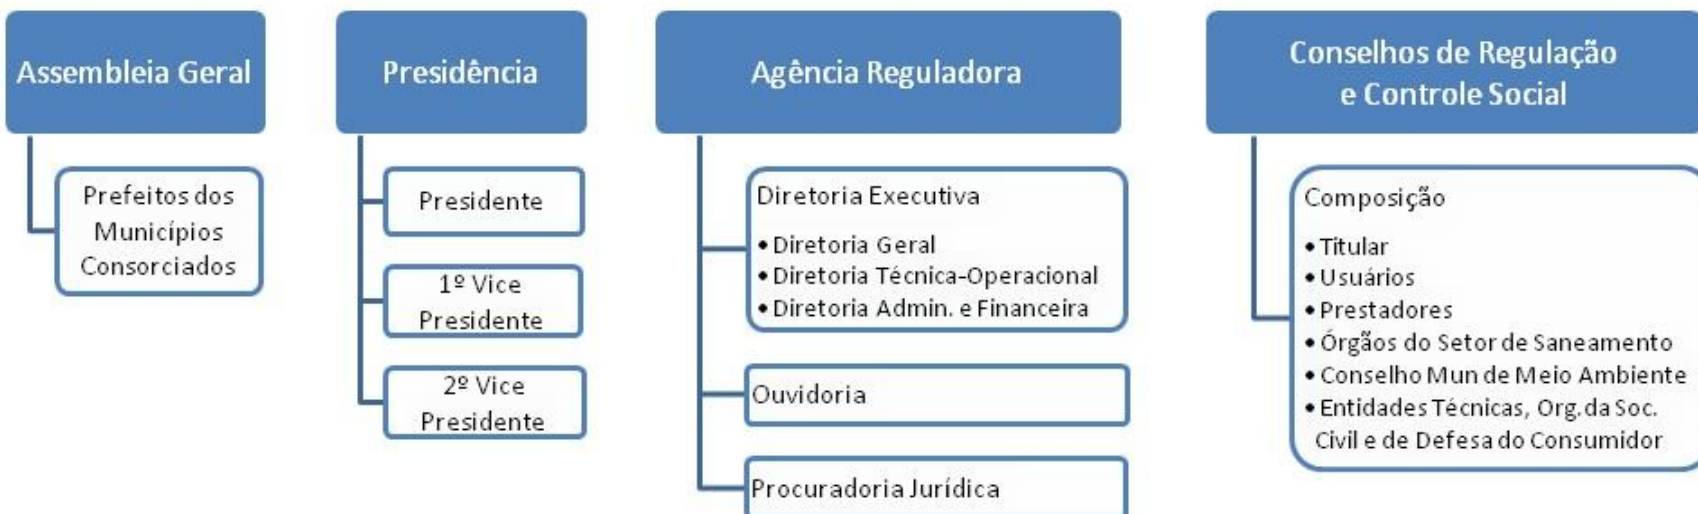 Assembleia Geral
Prefeitos dos
Municípios
Consorciados
Presidência
Presidente
1º Vice
Presidente
2º Vice
Presidente
Agência Reguladora
Diretoria Executiva
• Diretoria Geral
• Diretoria Técnica-Operacional
• Diretoria Admin. e Financeira
Ouvidoria
Procuradoria Jurídica
Conselhos de Regulação
e Controle Social
Composição
• Titular
• Usuários
• Prestadores
• Órgãos do Setor de Saneamento
• Conselho Mun de Meio Ambiente
• Entidades Técnicas, Org.da Soc.
Civil e de Defesa do Consumidor